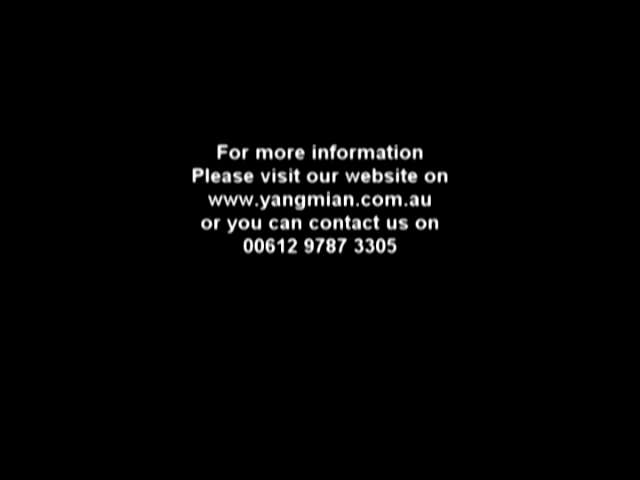 For more information
Please visit our website on
www.yangmian.com.au
or you can contact us on
00612 9787 3305